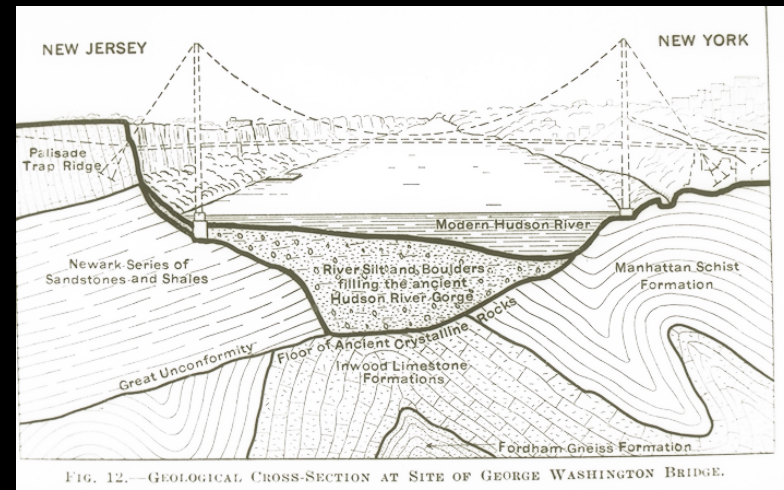 NEW JERSEY
NEW YORK
Palisade
Trap Ridge
Modern Hudson River
Newark Series of
Sandstones and Shales
River Silt and Boulders
filling the ancient
Hudson River Gorge
Manhattan Schist
Formation
Great Unconformity
Floor of Ancient Crystalline Rocks
Inwood Limestone
Formations
Fordham Gneiss Formation
FIG. 12.—GEOLOGICAL CROSS-SECTION AT SITE OF GEORGE WASHINGTON BRIDGE.